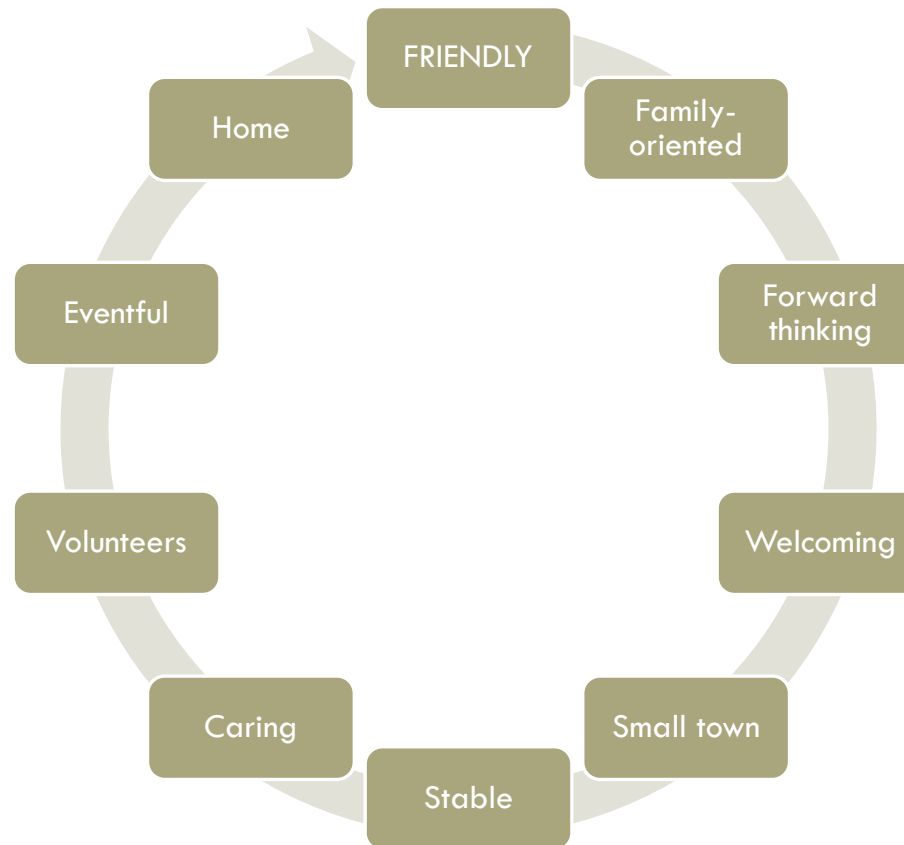 FRIENDLY
Family-
oriented
Forward
thinking
Welcoming
Small town
Stable
Caring
Volunteers
Eventful
Home